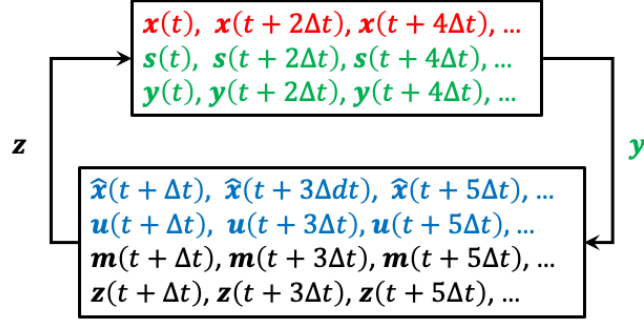 x(t), x(t + 2Δt), x(t + 4Δt), ...
s(t), s(t + 2Δt), s(t + 4Δt), ...
y(t), y(t + 2Δt), y(t + 4Δt), ...
z
y
x̂(t + Δt), x̂(t + 3Δdt), x̂(t + 5Δt), ...
u(t + Δt), u(t + 3Δt), u(t + 5Δt), ...
m(t + Δt), m(t + 3Δt), m(t + 5Δt), ...
z(t + Δt), z(t + 3Δt), z(t + 5Δt), ...